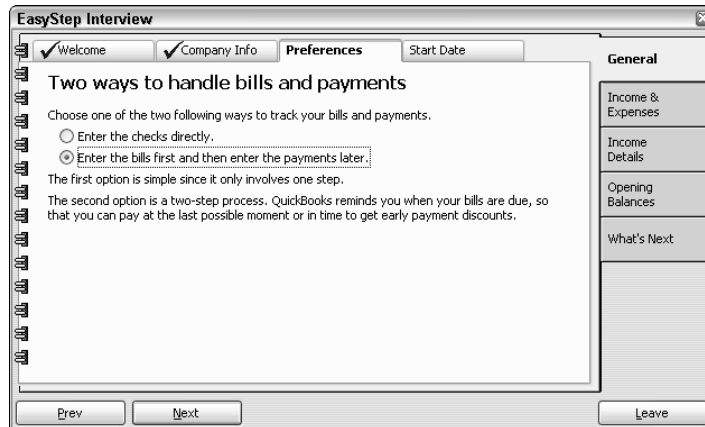 EasyStep Interview
Welcome
Company Info
Preferences
Start Date
Two ways to handle bills and payments
Choose one of the two following ways to track your bills and payments.
Enter the checks directly.
Enter the bills first and then enter the payments later.
The first option is simple since it only involves one step.
The second option is a two-step process. QuickBooks reminds you when your bills are due, so
that you can pay at the last possible moment or in time to get early payment discounts.
General
Income &
Expenses
Income
Details
Opening
Balances
What's Next
Prev
Next
Leave